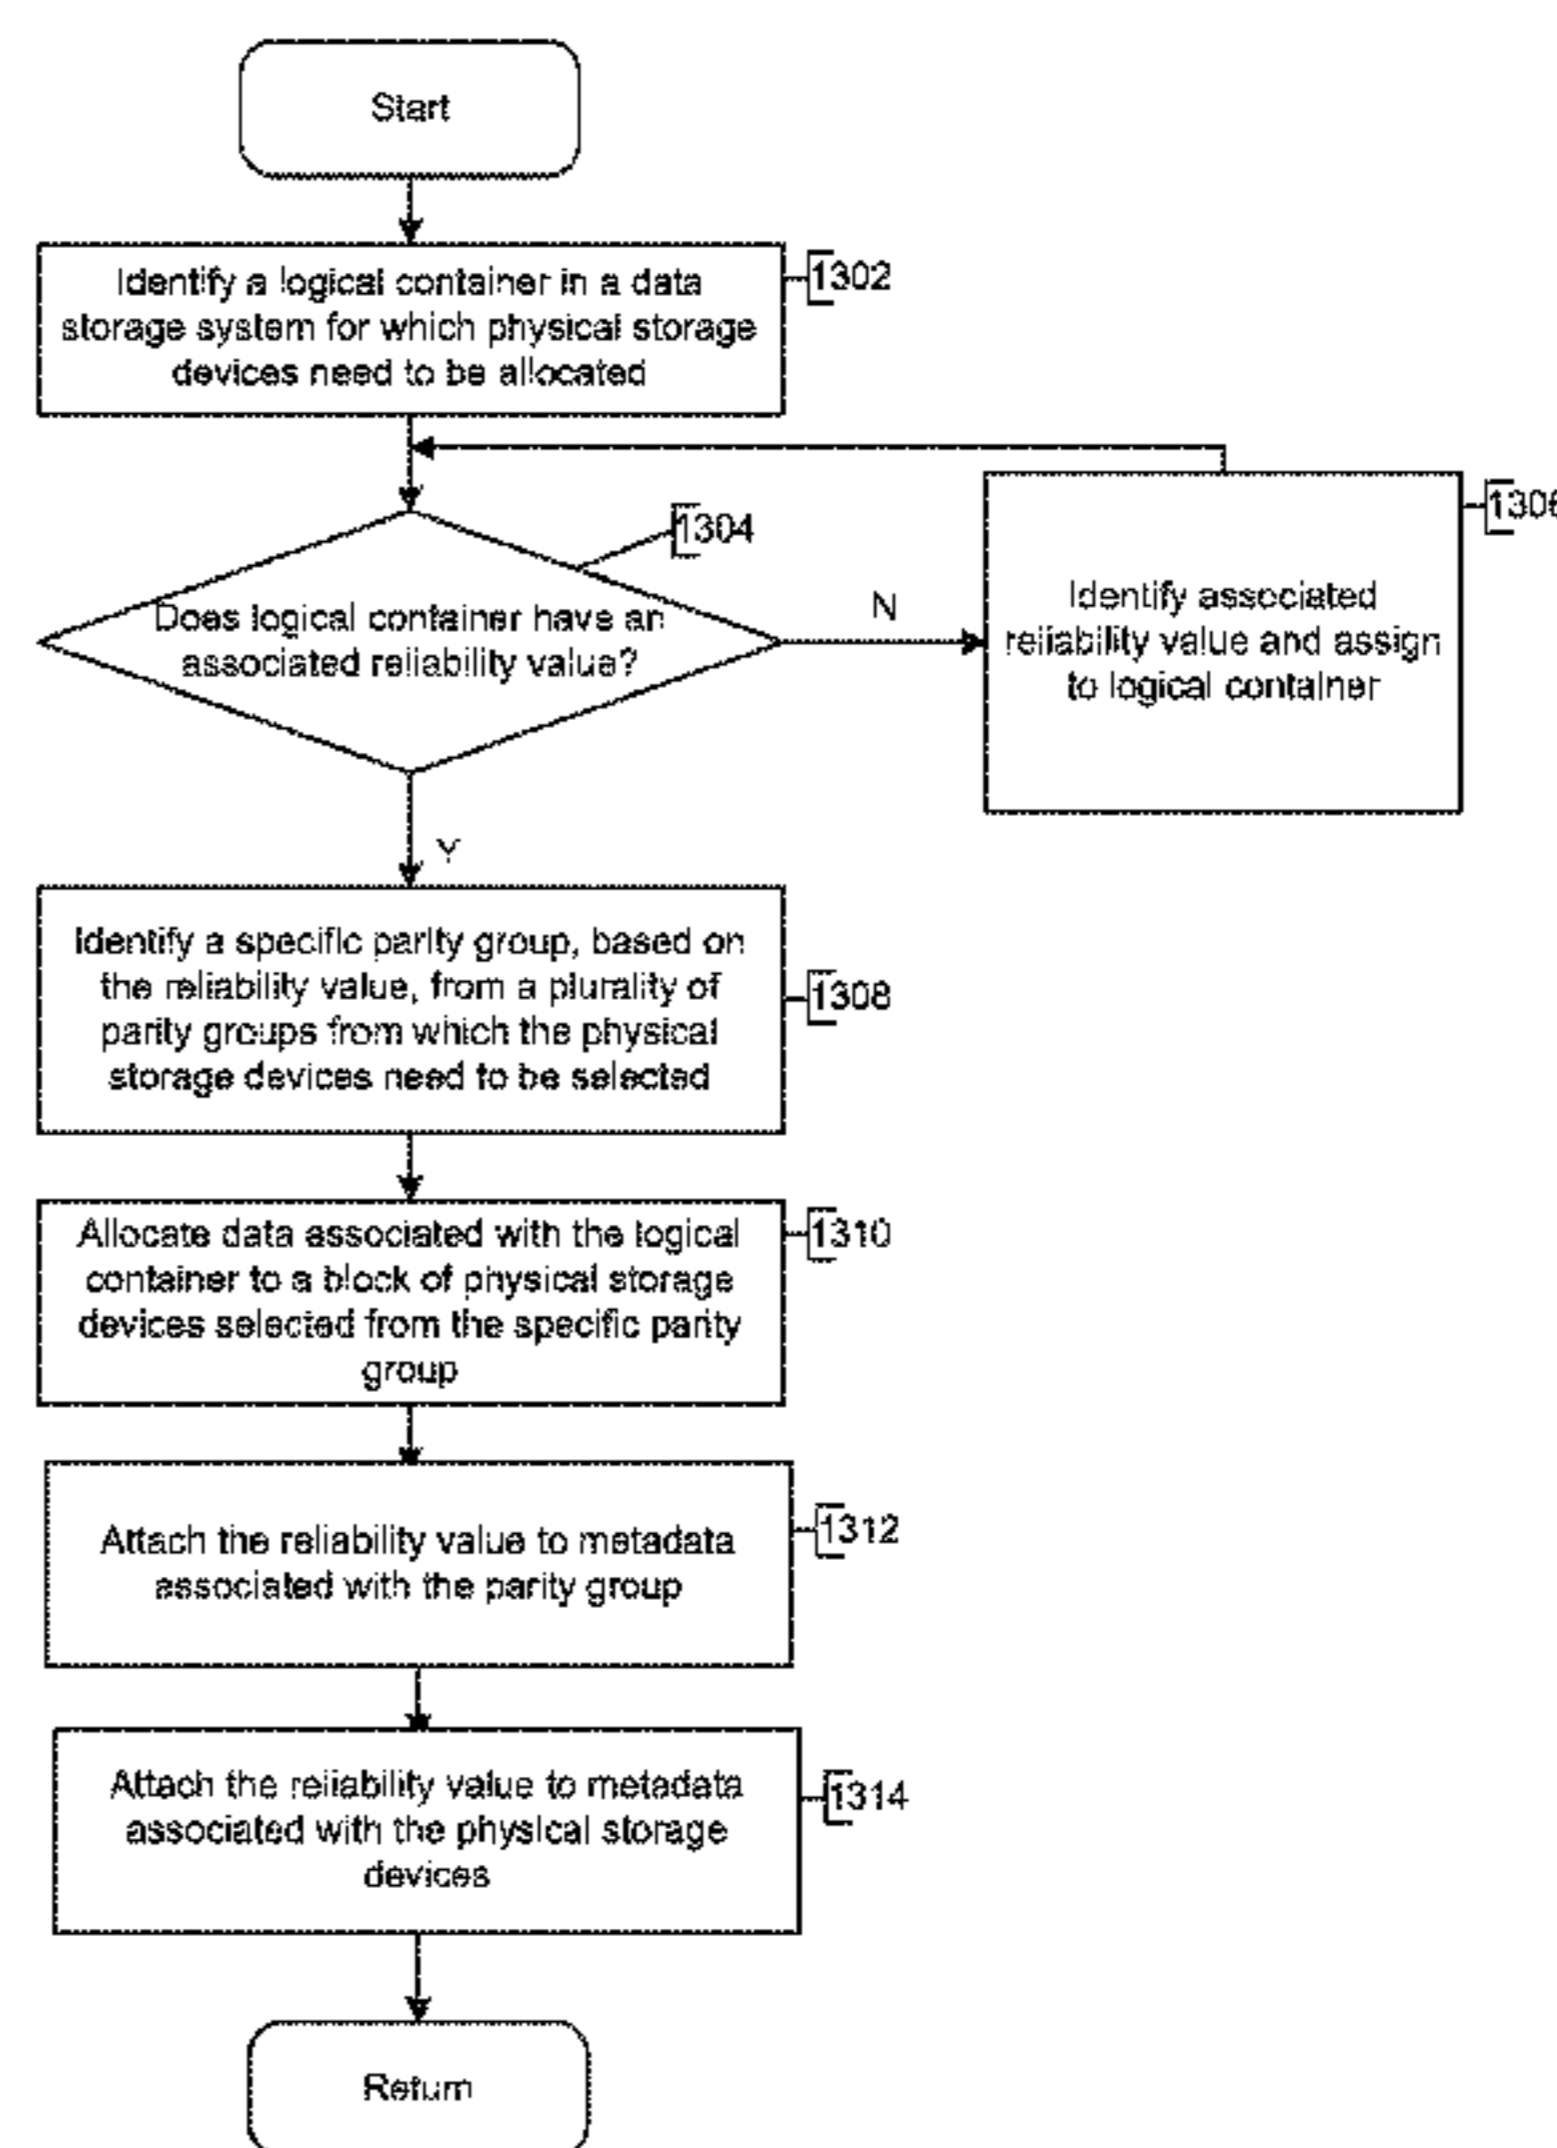 Start
Identify a logical container in a data
storage system for which physical storage
devices need to be allocated
1302
1304
Does logical container have an
associated reliability value?
N
1306
Identify associated
reliability value and assign
to logical container
Y
Identify a specific parity group, based on
the reliability value, from a plurality of
parity groups from which the physical
storage devices need to be selected
1308
Allocate data associated with the logical
container to a block of physical storage
devices selected from the specific parity
group
1310
Attach the reliability value to metadata
associated with the parity group
1312
Attach the reliability value to metadata
associated with the physical storage
devices
1314
Return